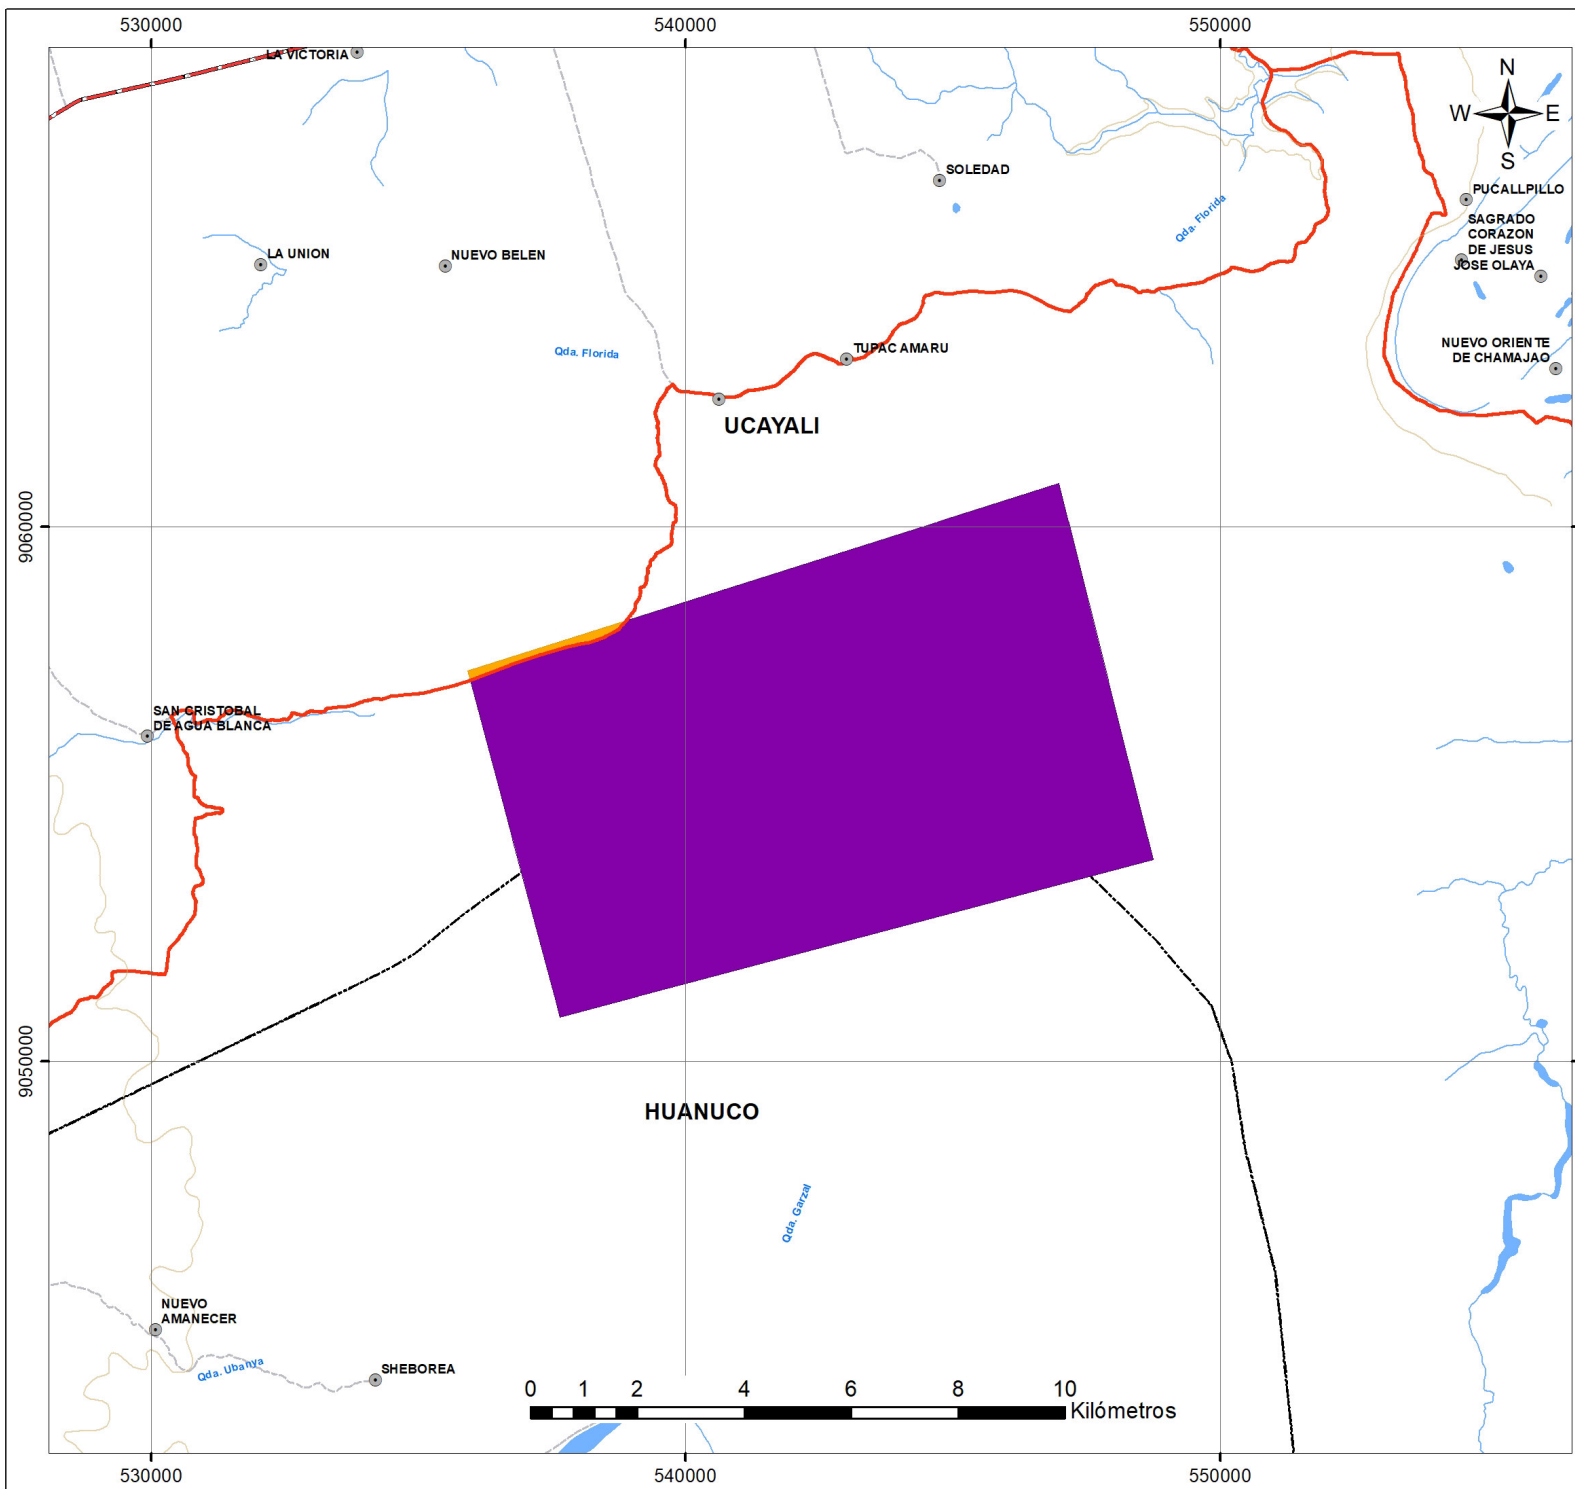 530000
540000
550000
LA VICTORIA
N
W
E
S
SOLEDAD
PUCALLPILLO
Qda. Florida
SAGRADO
CORAZON
DE JESUS
JOSE OLAYA
LA UNION
NUEVO BELEN
Qda. Florida
TUPAC AMARU
NUEVO ORIENTE
DE CHAMAJAO
UCAYALI
9060000
SAN CRISTOBAL
DE AGUA BLANCA
9050000
HUANUCO
Qda. Garzal
NUEVO
AMANECER
Qda. Ubanya
SHEBOREA
0 1 2 4 6 8 10
Kilómetros
530000
540000
550000